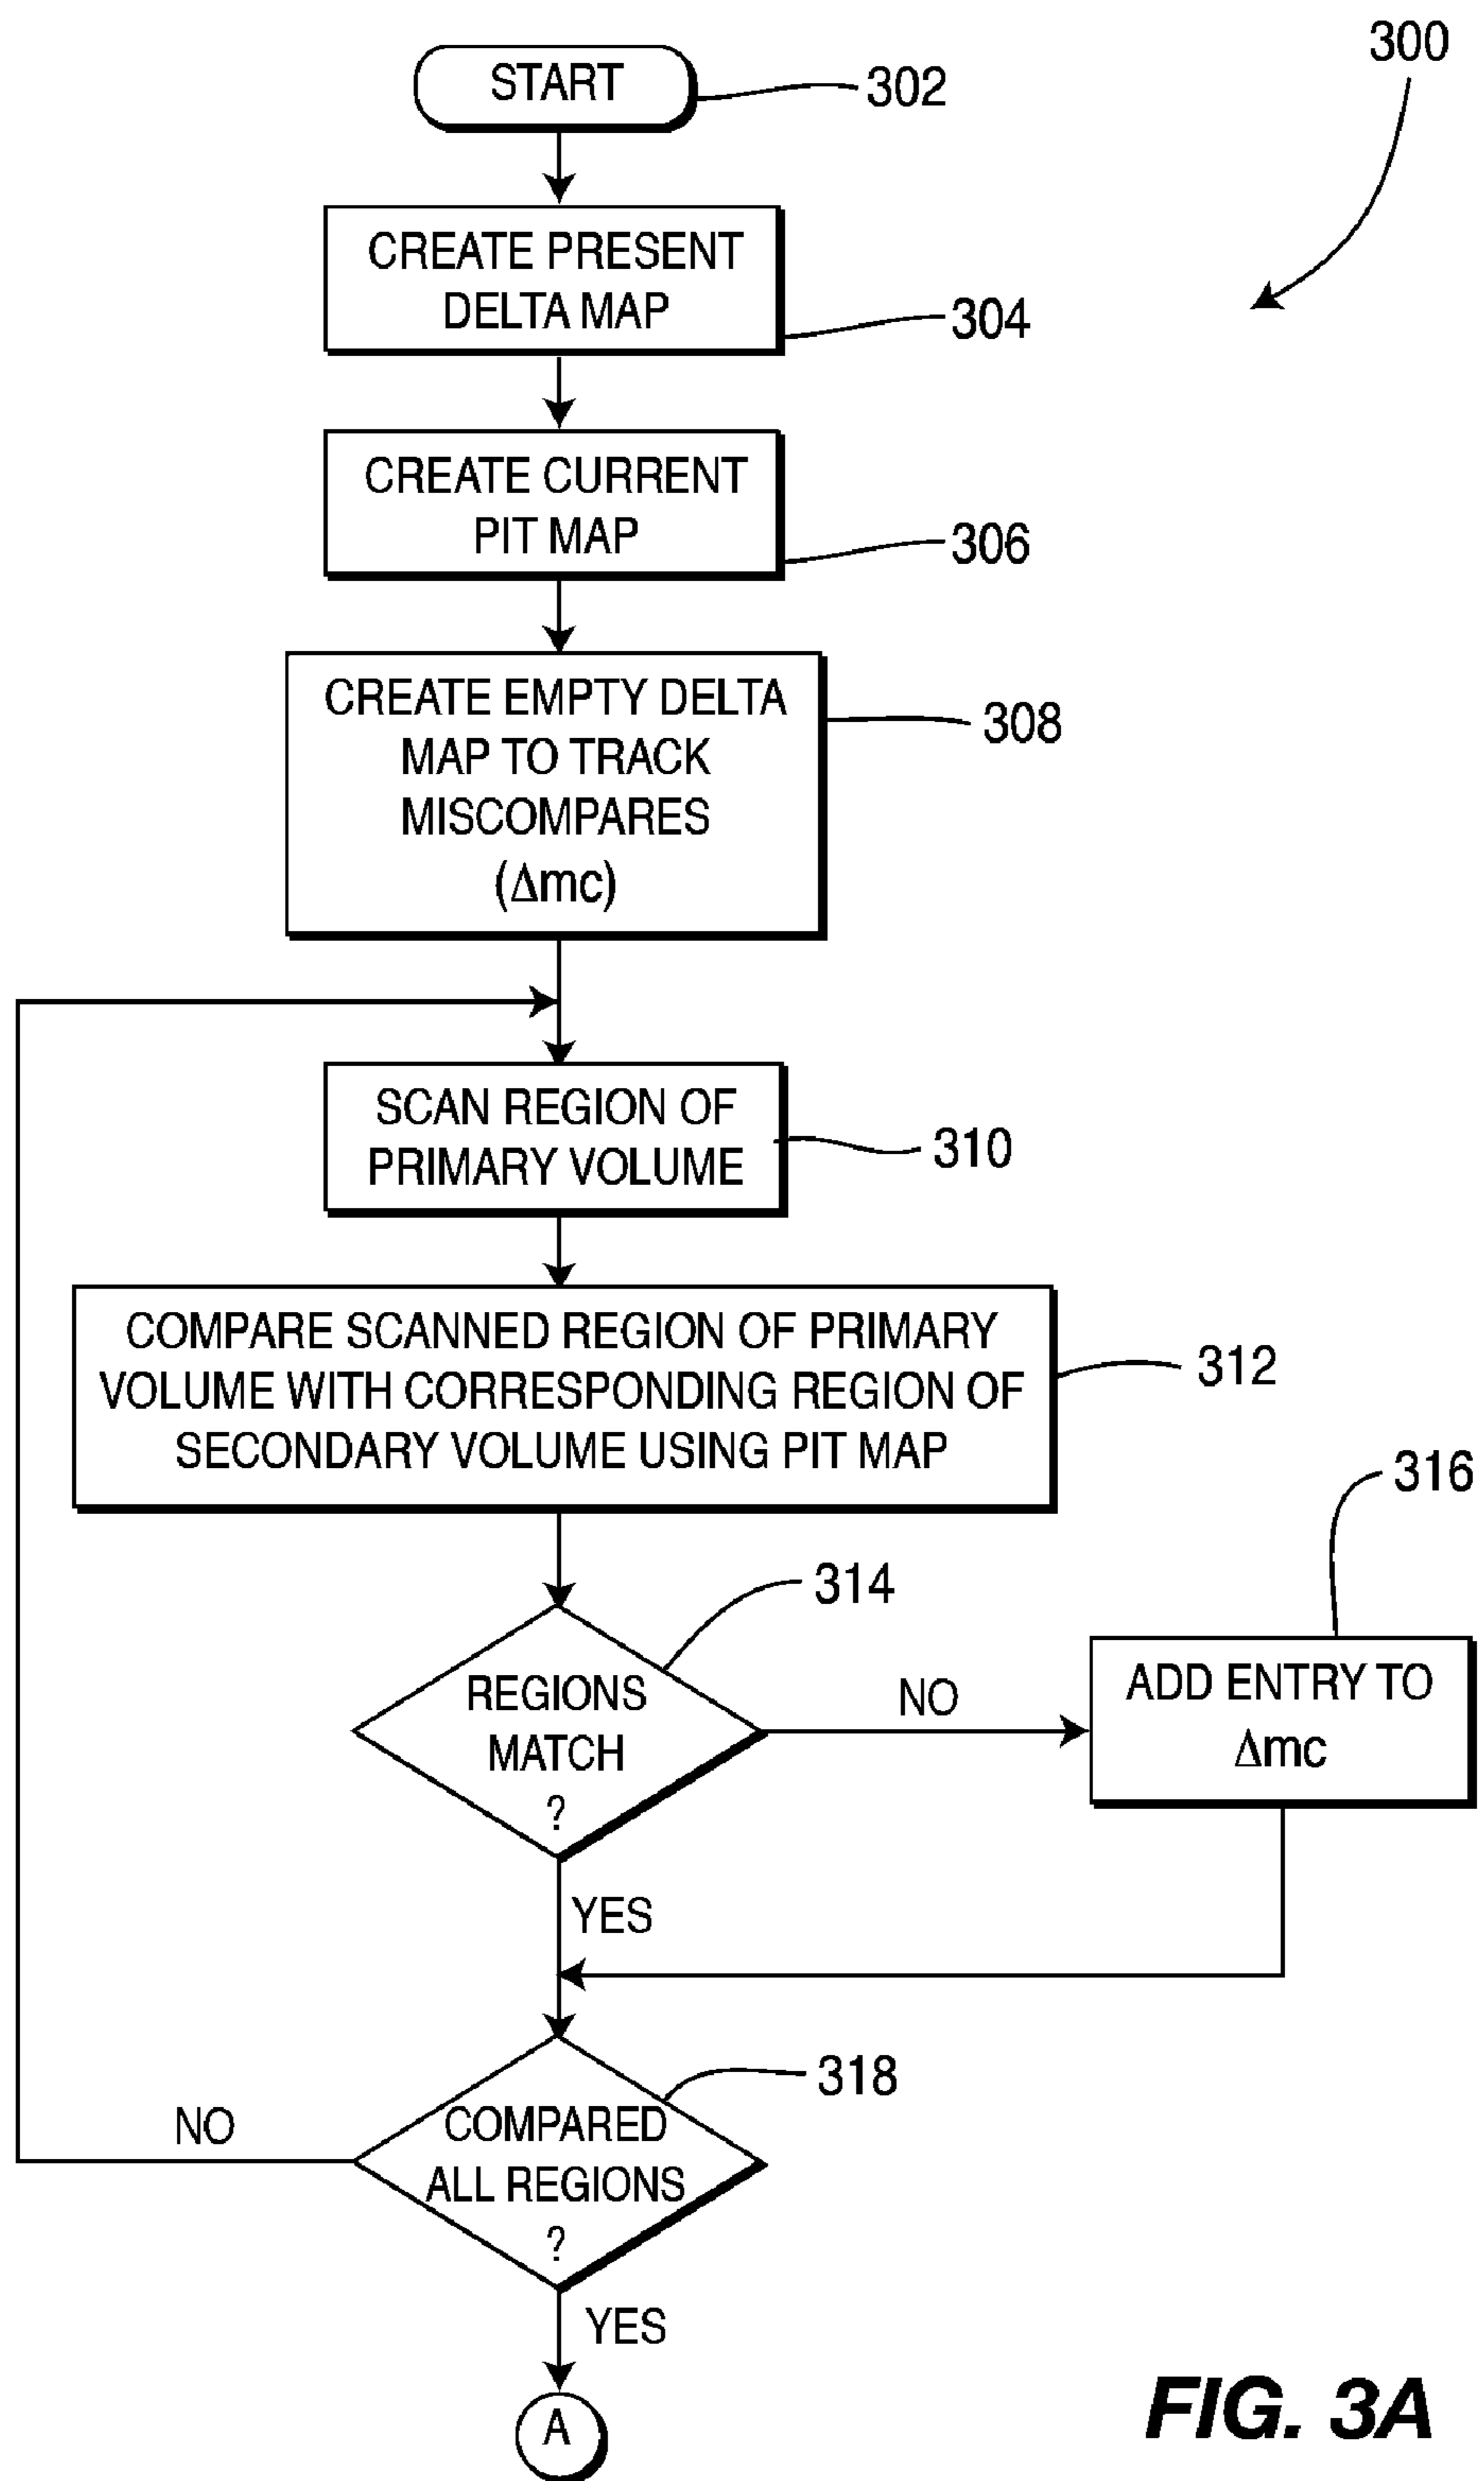 300
START
302
CREATE PRESENT
DELTA MAP
304
CREATE CURRENT
PIT MAP
306
CREATE EMPTY DELTA
MAP TO TRACK
MISCOMPARES
(Δmc)
308
SCAN REGION OF
PRIMARY VOLUME
310
COMPARE SCANNED REGION OF PRIMARY
VOLUME WITH CORRESPONDING REGION OF
SECONDARY VOLUME USING PIT MAP
312
REGIONS
MATCH
?
314
NO
ADD ENTRY TO
Δmc
316
YES
COMPARED
ALL REGIONS
?
318
NO
YES
A
FIG. 3A